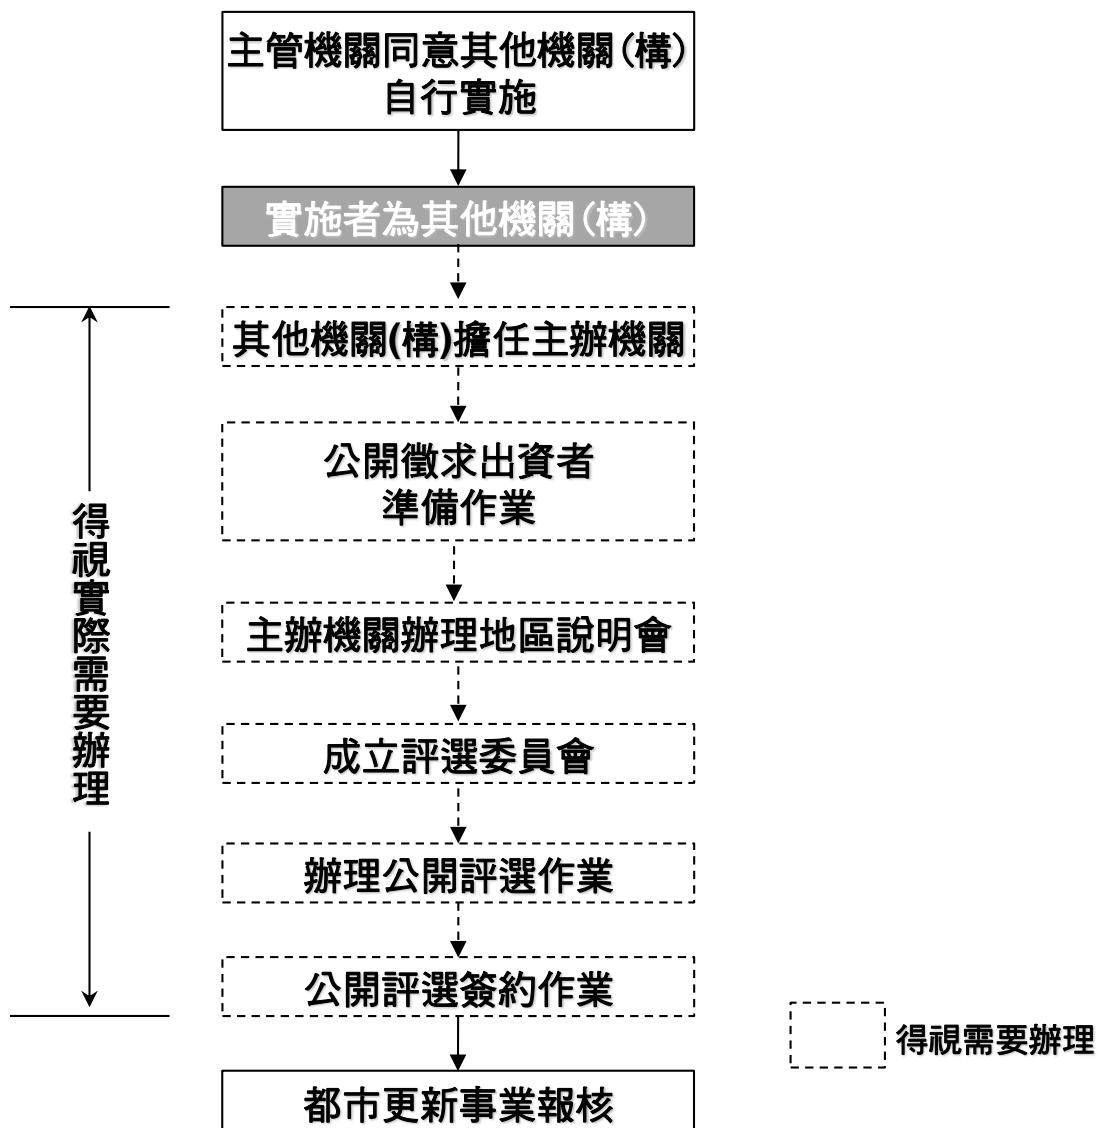 主管機關同意其他機關（構）
自行實施
實施者為其他機關（構）
其他機關(構)擔任主辦機關
公開徵求出資者
準備作業
主辦機關辦理地區說明會
成立評選委員會
辦理公開評選作業
公開評選簽約作業
都市更新事業報核
得視實際需要辦理
得視需要辦理